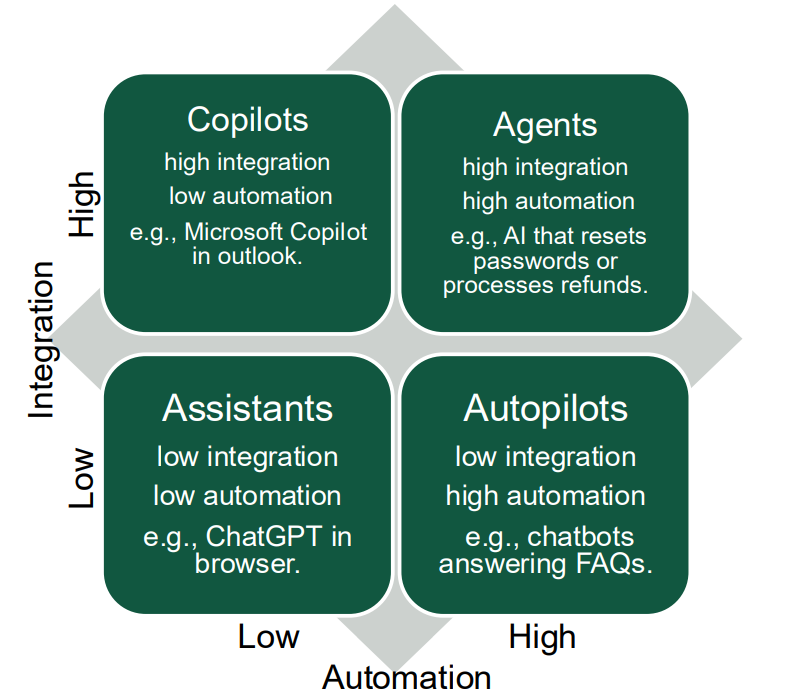 Copilots
high integration
low automation
e.g., Microsoft Copilot
in outlook.
Agents
high integration
high automation
e.g., AI that resets
passwords or
processes refunds.
High
Integration
Low
Assistants
low integration
low automation
e.g., ChatGPT in
browser.
Autopilots
low integration
high automation
e.g., chatbots
answering FAQs.
Low
High
Automation